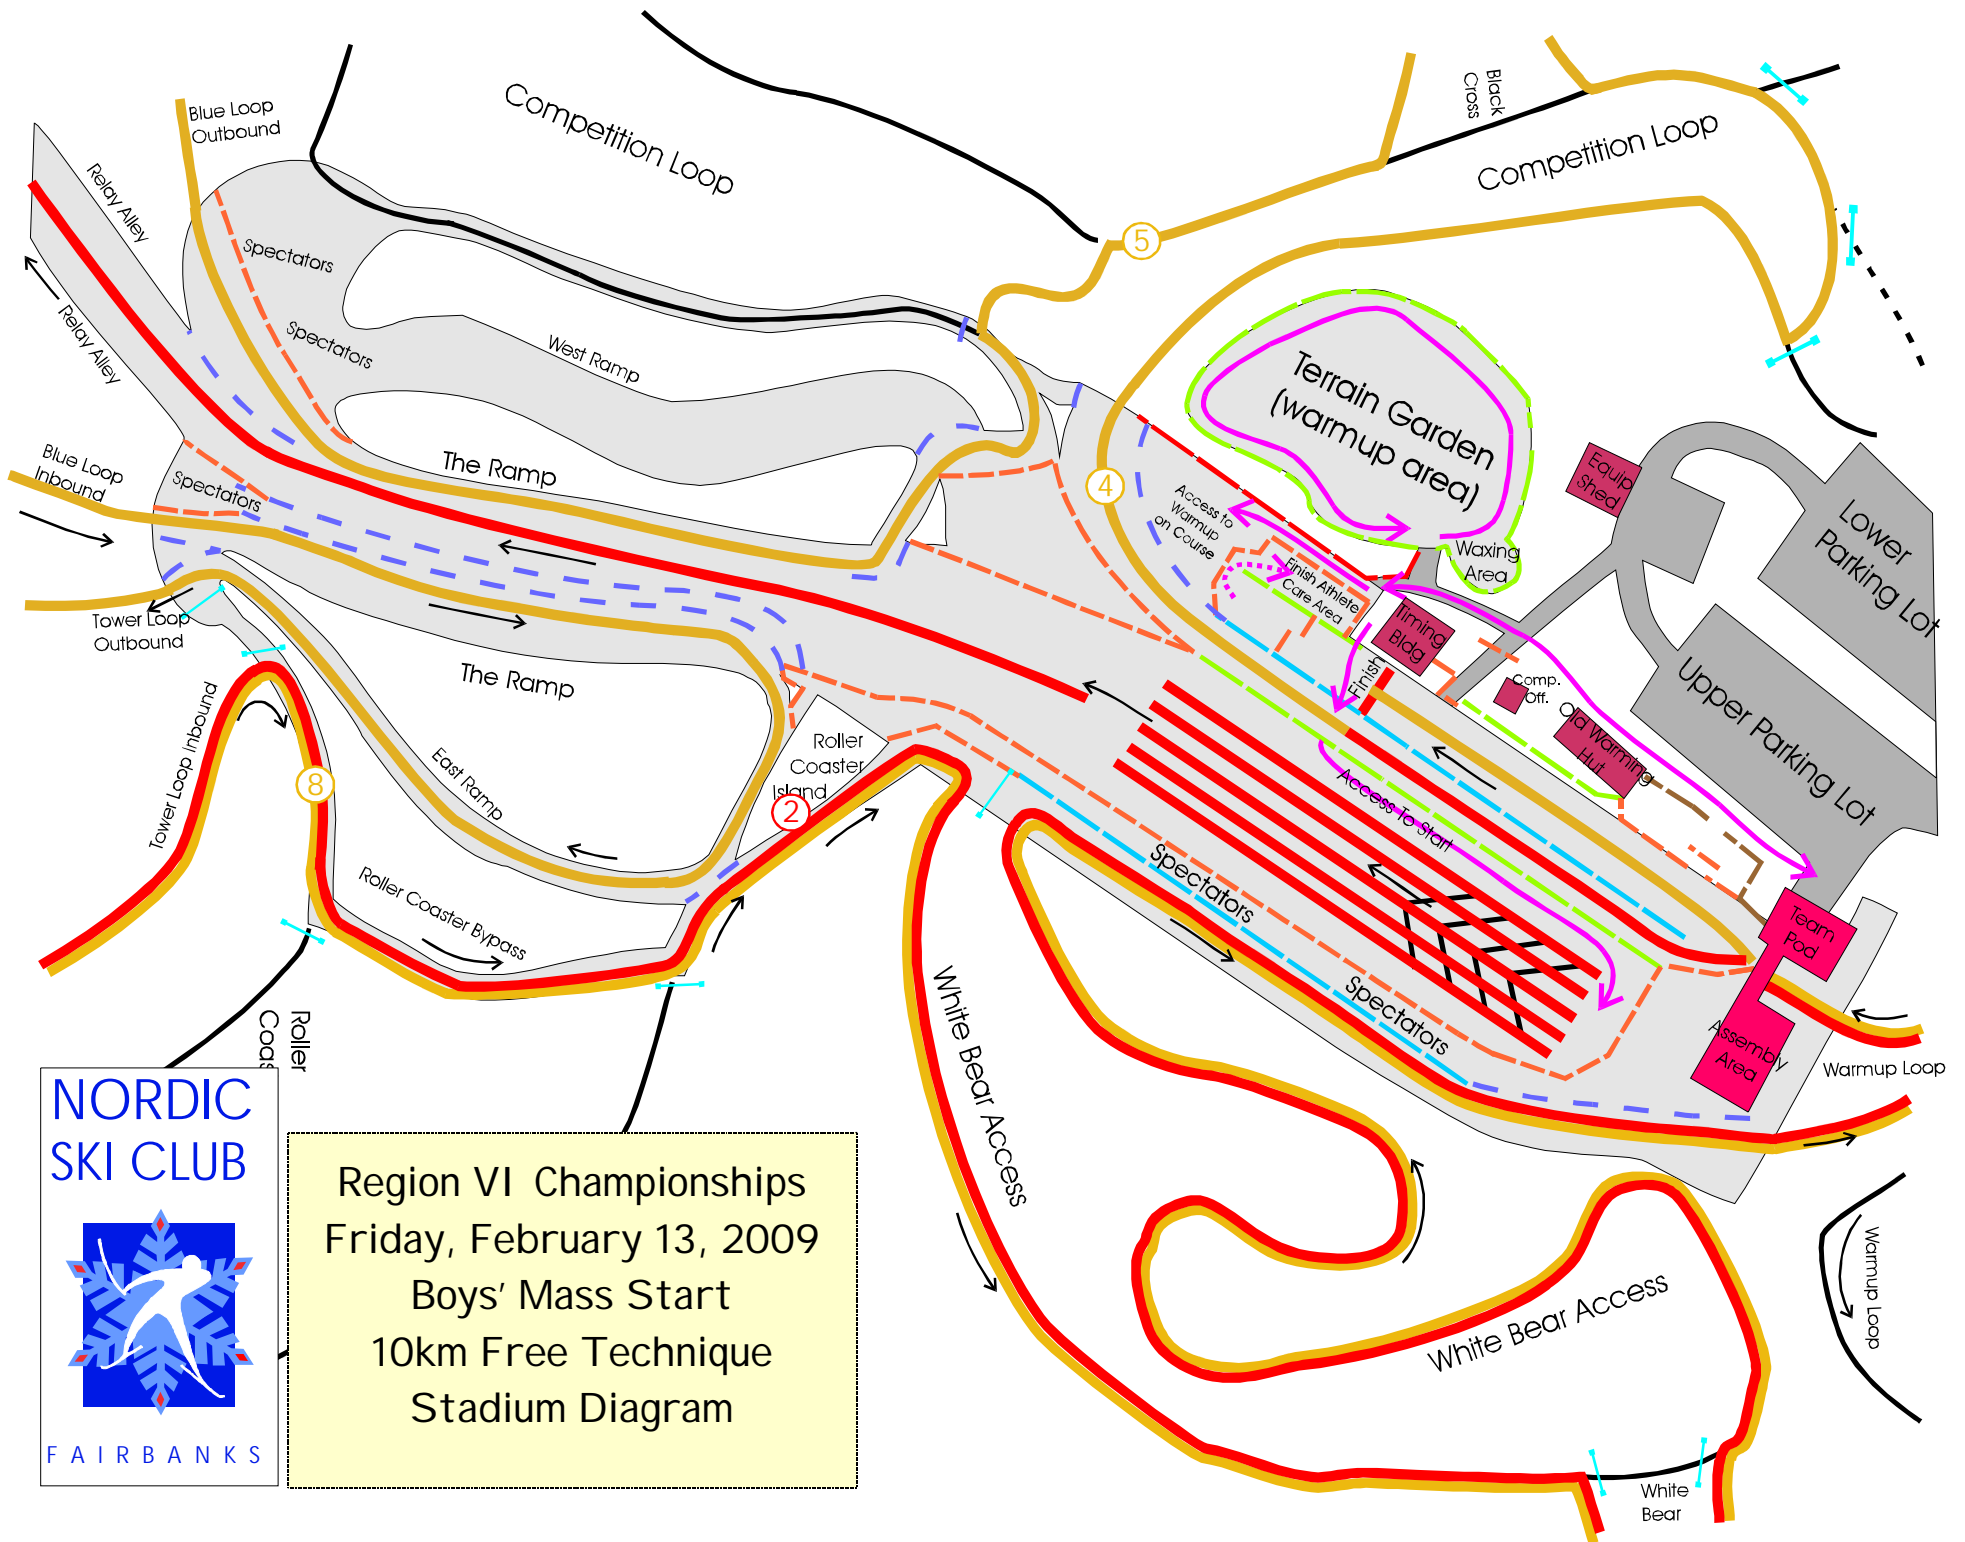 Blue Loop
Outbound
Competition Loop
Black
Cross
Competition Loop
Relay Alley
Spectators
5
Relay Alley
Spectators
West Ramp
Terrain Garden
(warmup area)
Equip
Shed
Lower
Parking Lot
Blue Loop
Inbound
Spectators
The Ramp
4
Access to
Warmup
on Course
Waxing
Area
Finish Athlete
Care Area
Timing
Bldg
Tower Loop
Outbound
The Ramp
Finish
Comp.
Off.
Old Warming
Hut
Upper Parking Lot
Tower Loop Inbound
8
East Ramp
Roller
Coaster
Island
2
Access To Start
Spectators
Roller Coaster Bypass
Team
Pod
Spectators
White Bear Access
Assembly
Area
Warmup Loop
Roller
Coas
NORDIC
SKI CLUB
FAIRBANKS
Region VI Championships
Friday, February 13, 2009
Boys' Mass Start
10km Free Technique
Stadium Diagram
White Bear Access
Warmup Loop
White
Bear